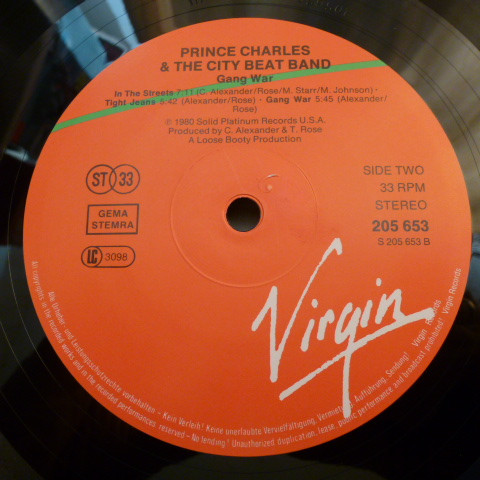 PRINCE CHARLES
& THE CITY BEAT BAND
Gang War
In The Streets 7:11 (C. Alexander/Rose/M. Starr/M. Johnson) -
Tight Jeans 6:42 (Alexander/Rose) - Gang War 5:45 (Alexander/
Rose)
℗ 1980 Solid Platinum Records U.S.A.
Produced by C. Alexander & T. Rose
A Loose Booty Production
ST 33
GEMA
STEMRA
LC 3098
SIDE TWO
33 RPM
STEREO
205 653
S 205 653 B
Virgin
Alle Urheber- und Leistungsschutzrechte vorbehalten - Kein Verleih! Keine unerlaubte Vervielfältigung, Vermietung, Aufführung, Sendung! Virgin Records
All copyrights in the recorded works and in the recorded performances reserved - No lending! Unauthorized duplication, lease, public performance and broadcast prohibited! Virgin Records